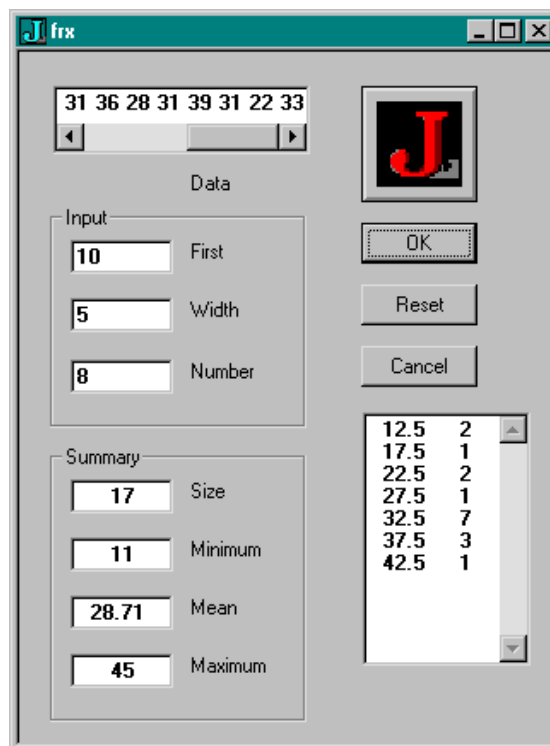 frx
31 36 28 31 39 31 22 33
Data
J
Input
10 First
5 Width
8 Number
OK
Reset
Cancel
Summary
17 Size
11 Minimum
28.71 Mean
45 Maximum
12.5 2
17.5 1
22.5 2
27.5 1
32.5 7
37.5 3
42.5 1